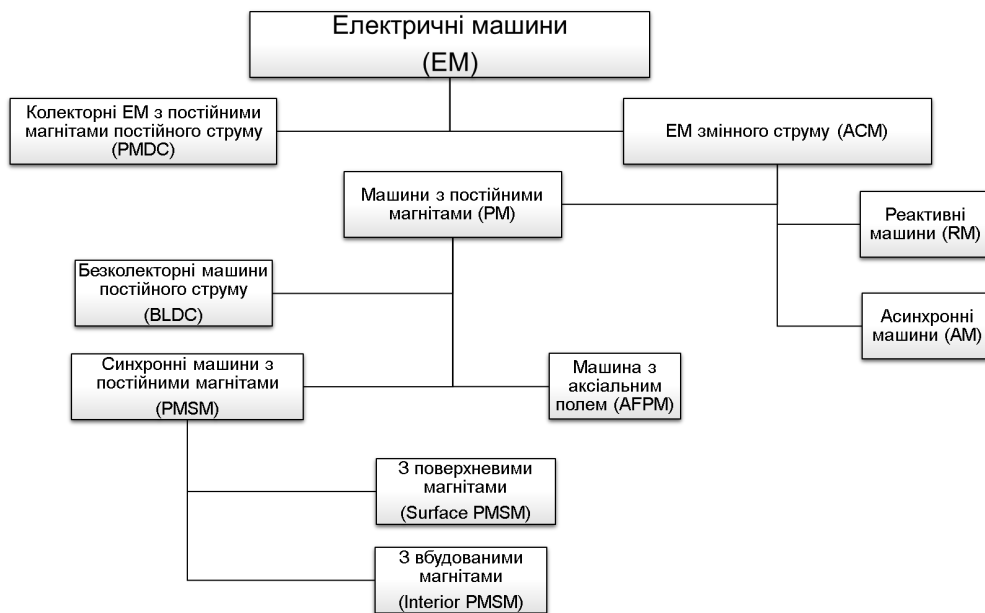 Електричні машини
(ЕМ)
Колекторні ЕМ з постійними
магнітами постійного струму
(PMDC)
ЕМ змінного струму (ACM)
Машини з постійними
магнітами (PM)
Реактивні
машини (RM)
Безколекторні машини
постійного струму
(BLDC)
Асинхронні
машини (AM)
Синхронні машини з
постійними магнітами
(PMSM)
Машина з
аксіальним
полем (AFPM)
З поверхневими
магнітами
(Surface PMSM)
З вбудованими
магнітами
(Interior PMSM)